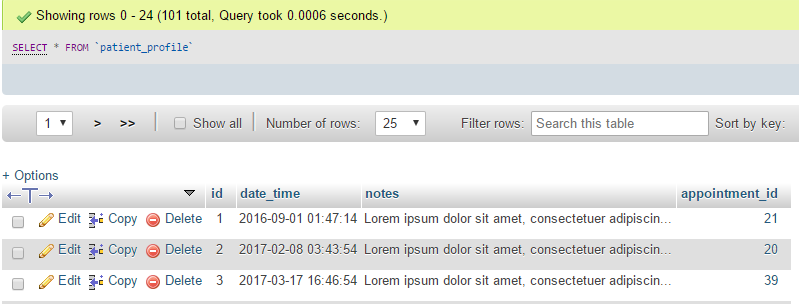 Showing rows 0 - 24 (101 total, Query took 0.0006 seconds.)
SELECT * FROM `patient_profile`
1 > >> Show all Number of rows: 25 Filter rows: Search this table Sort by key:
+ Options
id date_time notes appointment_id
Edit Copy Delete 1 2016-09-01 01:47:14 Lorem ipsum dolor sit amet, consectetuer adipiscin... 21
Edit Copy Delete 2 2017-02-08 03:43:54 Lorem ipsum dolor sit amet, consectetuer adipiscin... 20
Edit Copy Delete 3 2017-03-17 16:46:54 Lorem ipsum dolor sit amet, consectetuer adipiscin... 39